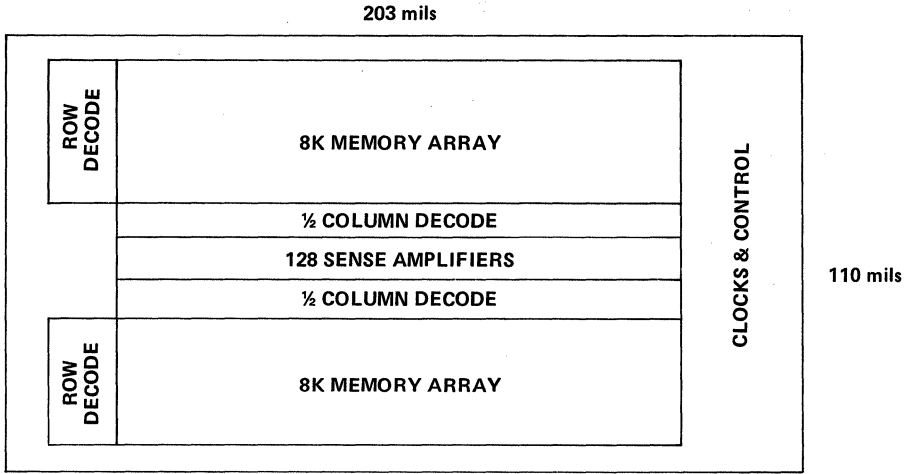 203 mils
ROW
DECODE
8K MEMORY ARRAY
½ COLUMN DECODE
128 SENSE AMPLIFIERS
½ COLUMN DECODE
ROW
DECODE
8K MEMORY ARRAY
CLOCKS & CONTROL
110 mils